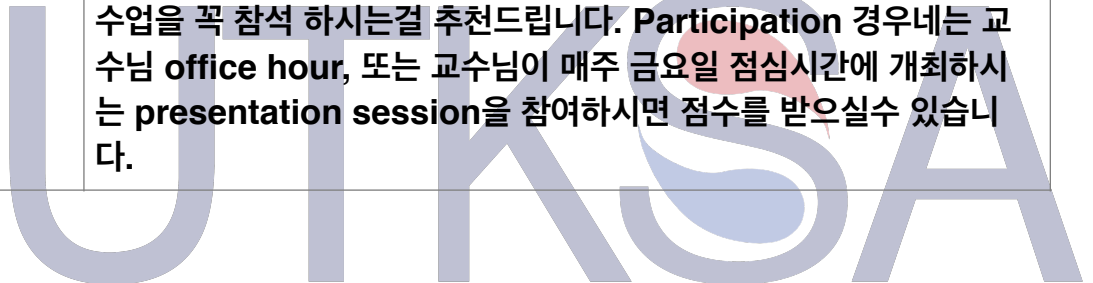 수업을 꼭 참석 하시는걸 추천드립니다. Participation 경우네는 교
수님 office hour, 또는 교수님이 매주 금요일 점심시간에 개최하시
는 presentation session을 참여하시면 점수를 받으실수 있습니
다.
UTKSA